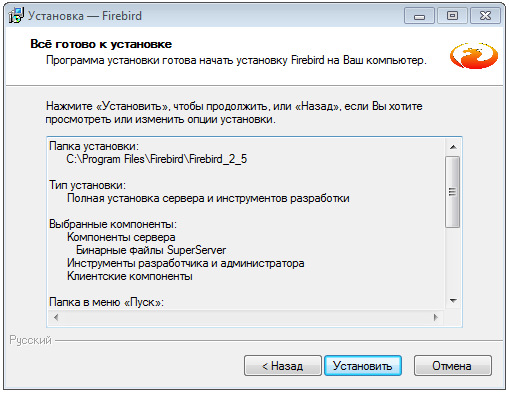 Установка — Firebird
Всё готово к установке
Программа установки готова начать установку Firebird на Ваш компьютер.
Нажмите «Установить», чтобы продолжить, или «Назад», если Вы хотите
просмотреть или изменить опции установки.
Папка установки:
C:\Program Files\Firebird\Firebird_2_5
Тип установки:
Полная установка сервера и инструментов разработки
Выбранные компоненты:
Компоненты сервера
Бинарные файлы SuperServer
Инструменты разработчика и администратора
Клиентские компоненты
Папка в меню «Пуск»:
Русский
< Назад
Установить
Отмена